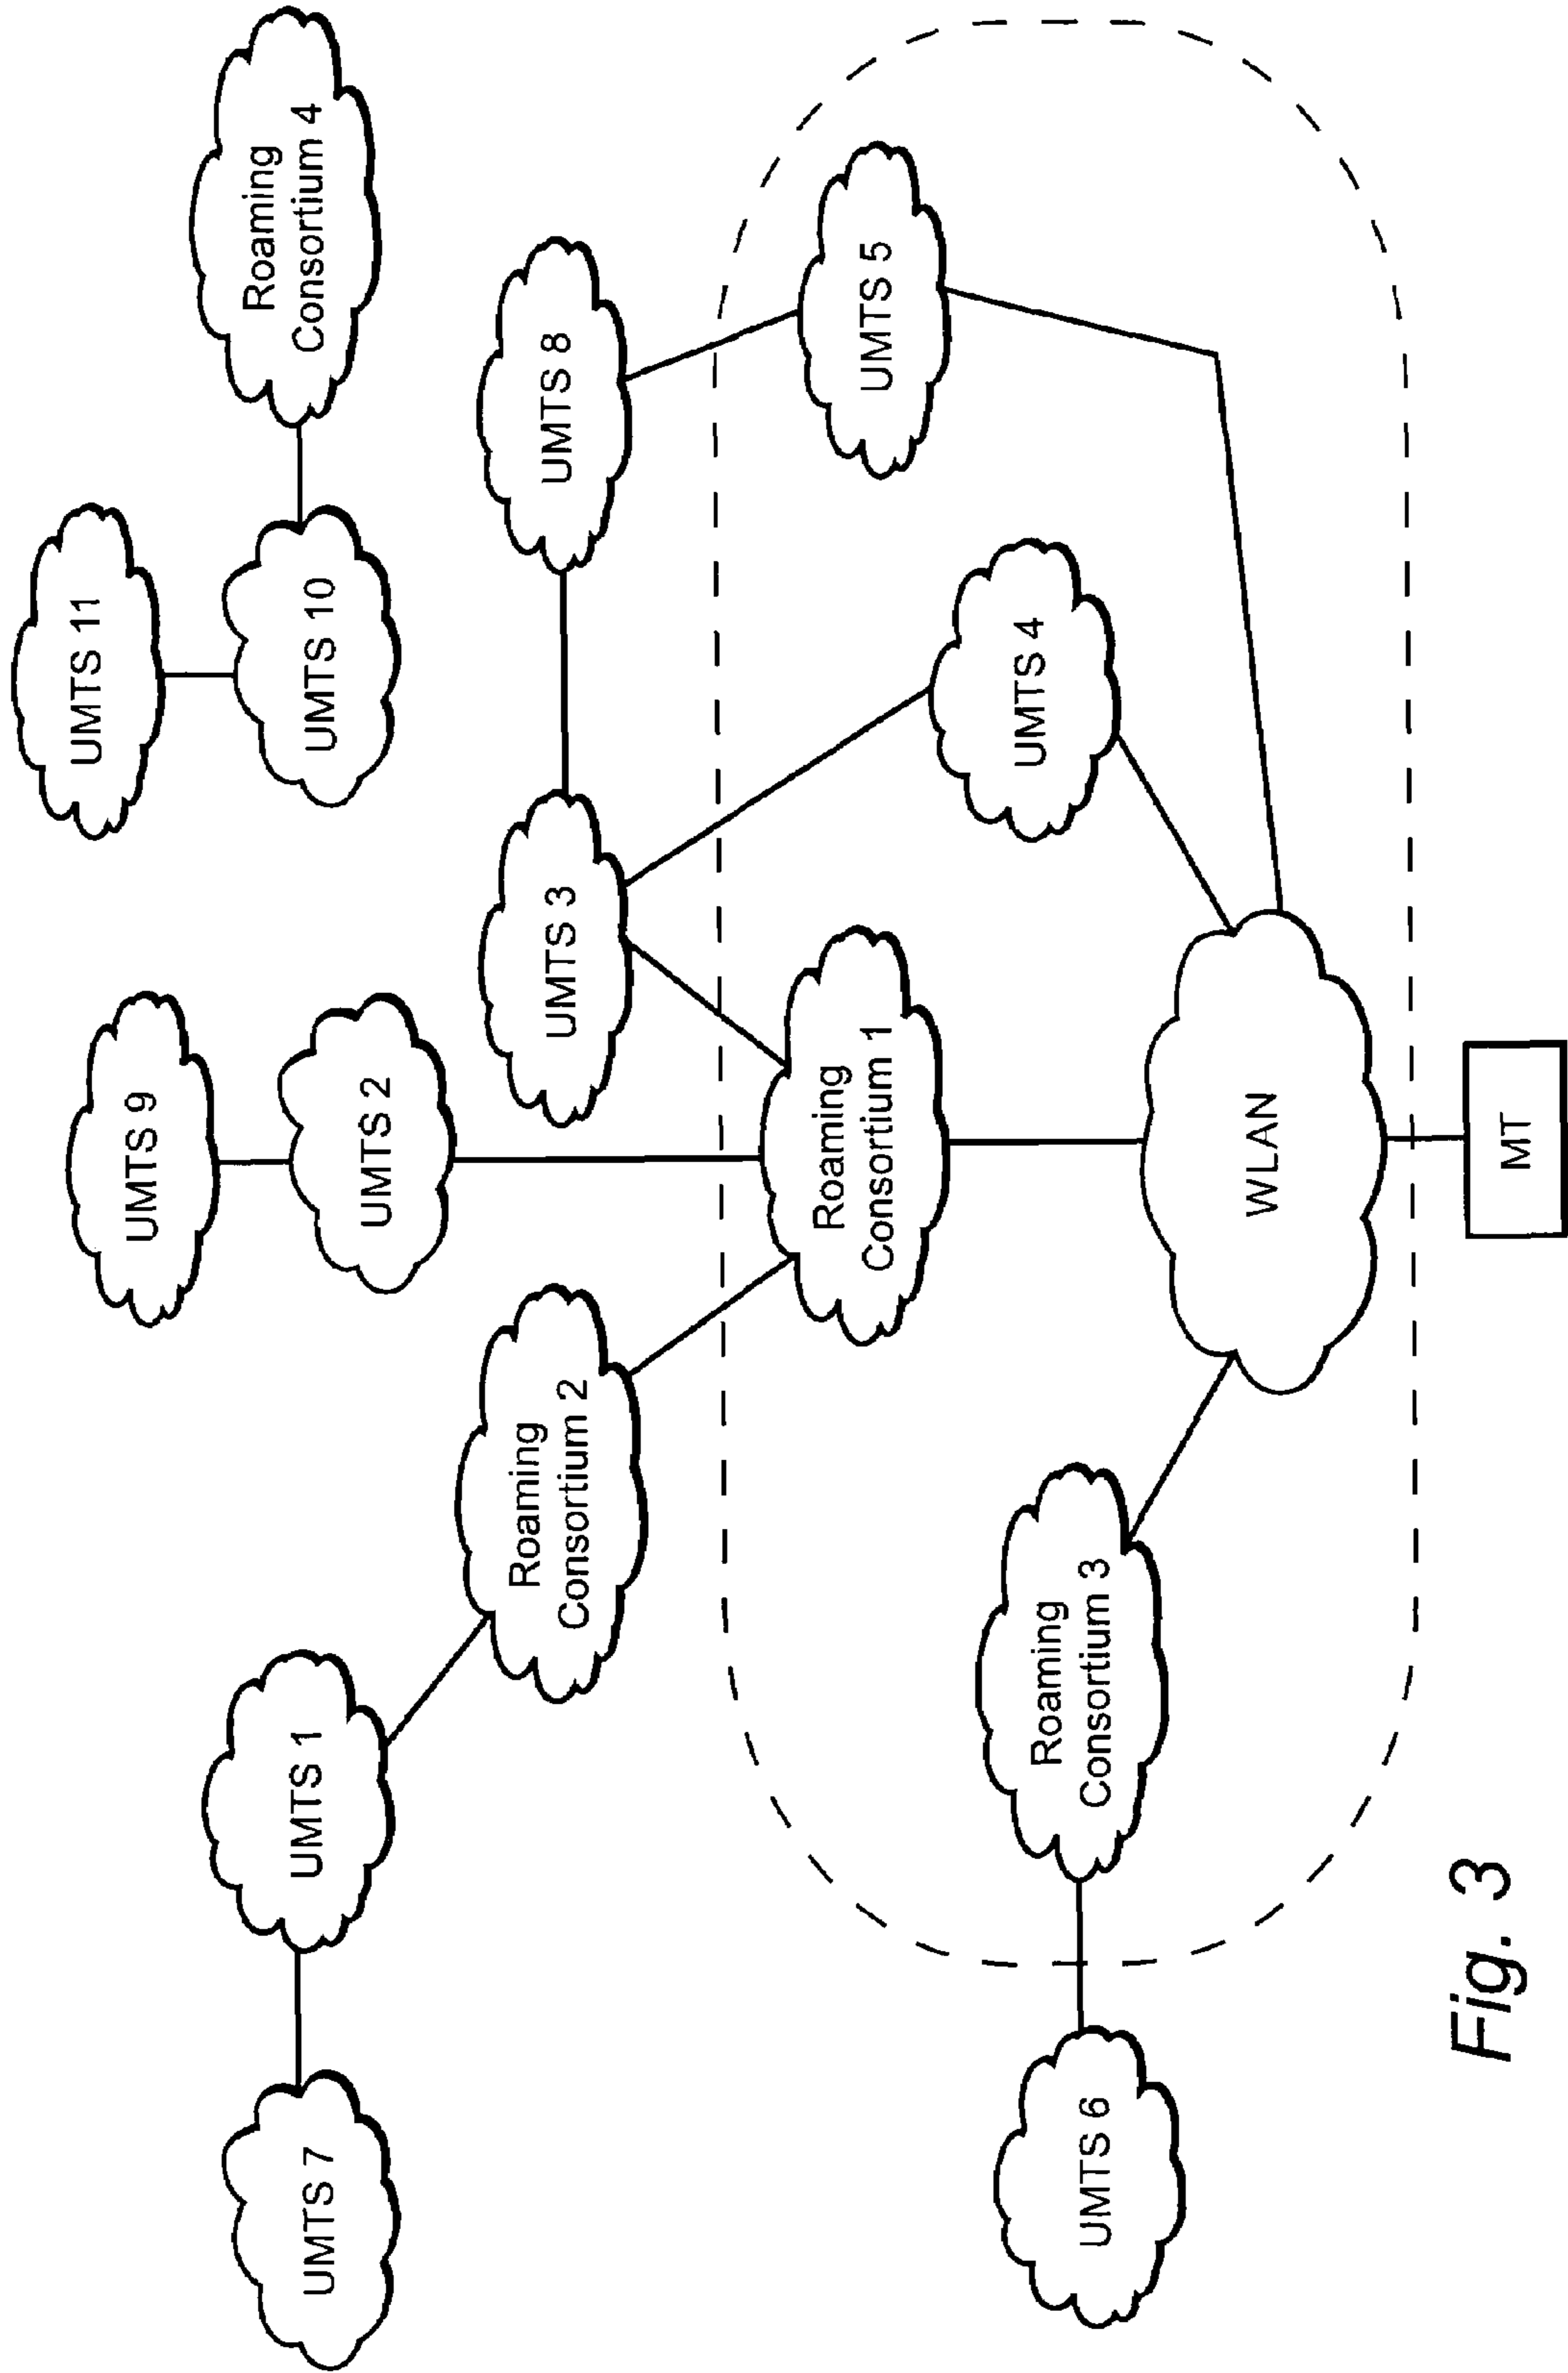 UMTS 7
UMTS 1
UMTS 9
UMTS 11
UMTS 2
UMTS 10
Roaming
Consortium 4
Roaming
Consortium 2
UMTS 3
UMTS 8
UMTS 6
Roaming
Consortium 3
Roaming
Consortium 1
UMTS 4
UMTS 5
WLAN
MT
Fig. 3